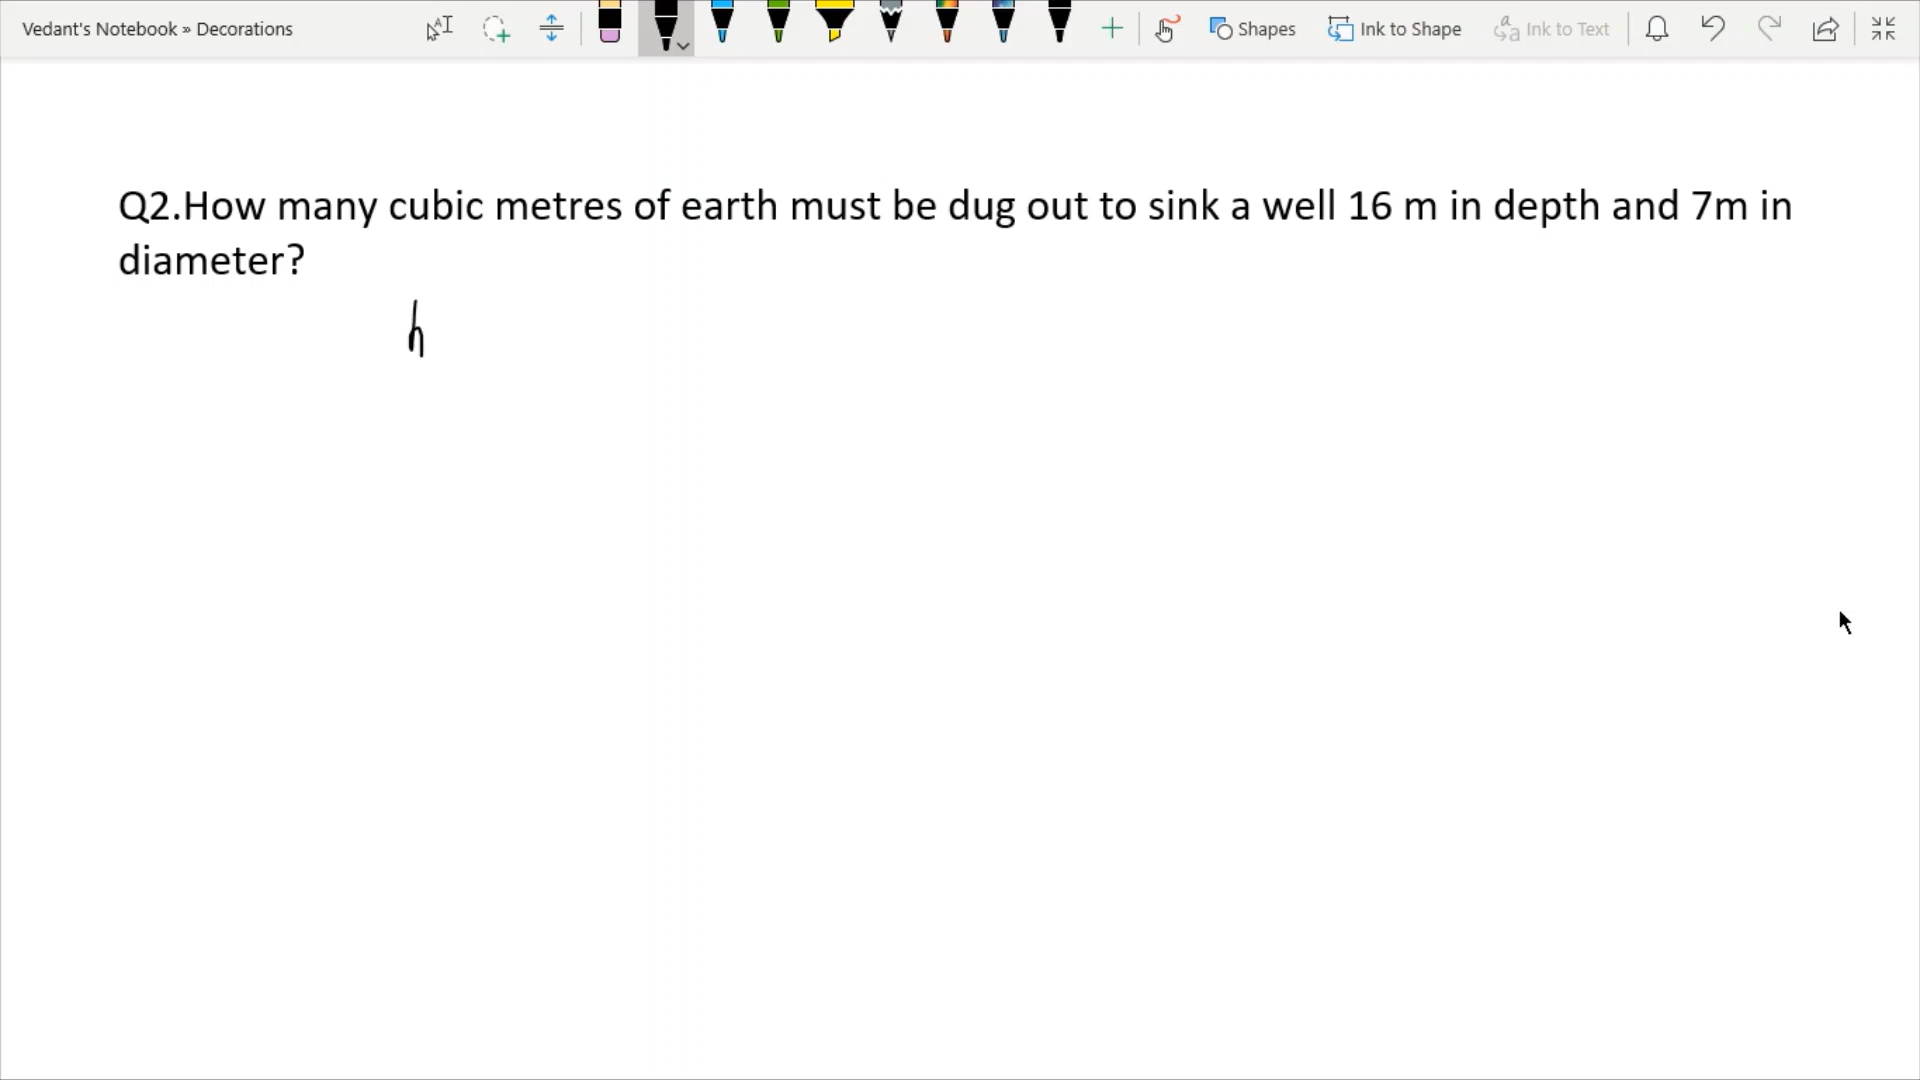 Vedant's Notebook » Decorations
Shapes
Ink to Shape
Ink to Text
Q2.How many cubic metres of earth must be dug out to sink a well 16 m in depth and 7m in
diameter?
h